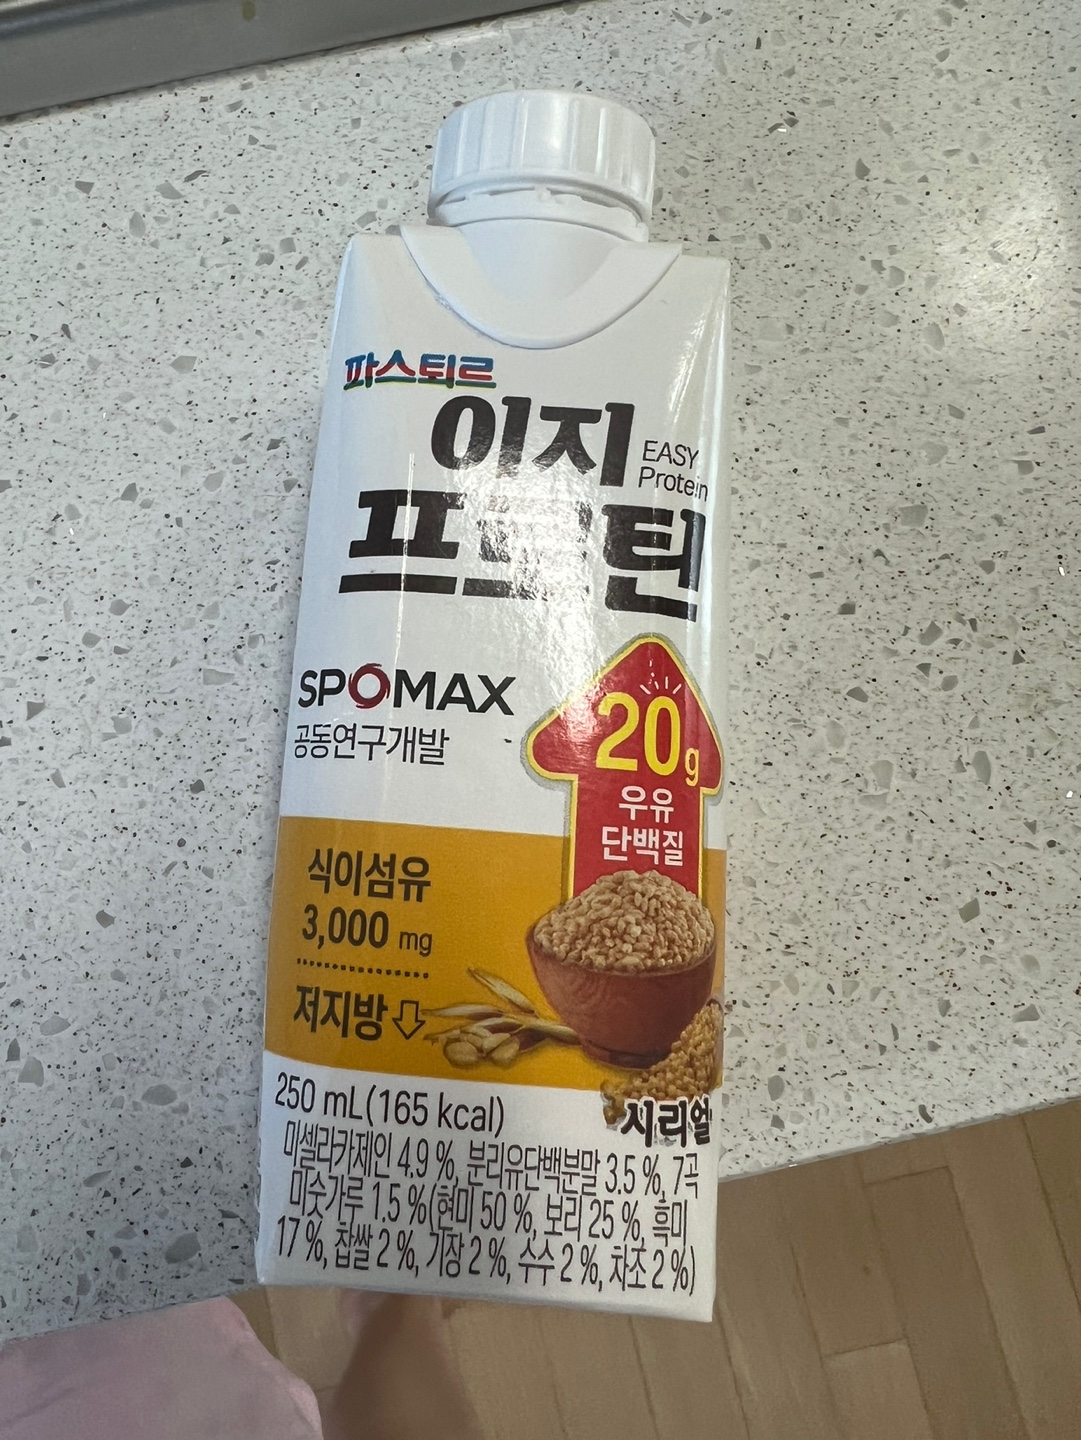 파스퇴르
이지
EASY
Protein
프로틴
SPOMAX
공동연구개발
20g
우유
단백질
식이섬유
3,000 mg
저지방
250 mL(165 kcal)
시리얼
미셀라카제인 4.9 %, 분리유단백분말 3.5 %, 7곡
미숫가루 1.5 %(현미 50 %, 보리 25 %, 흑미
17 %, 찹쌀 2 %, 기장 2 %, 수수 2 %, 차조 2 %)